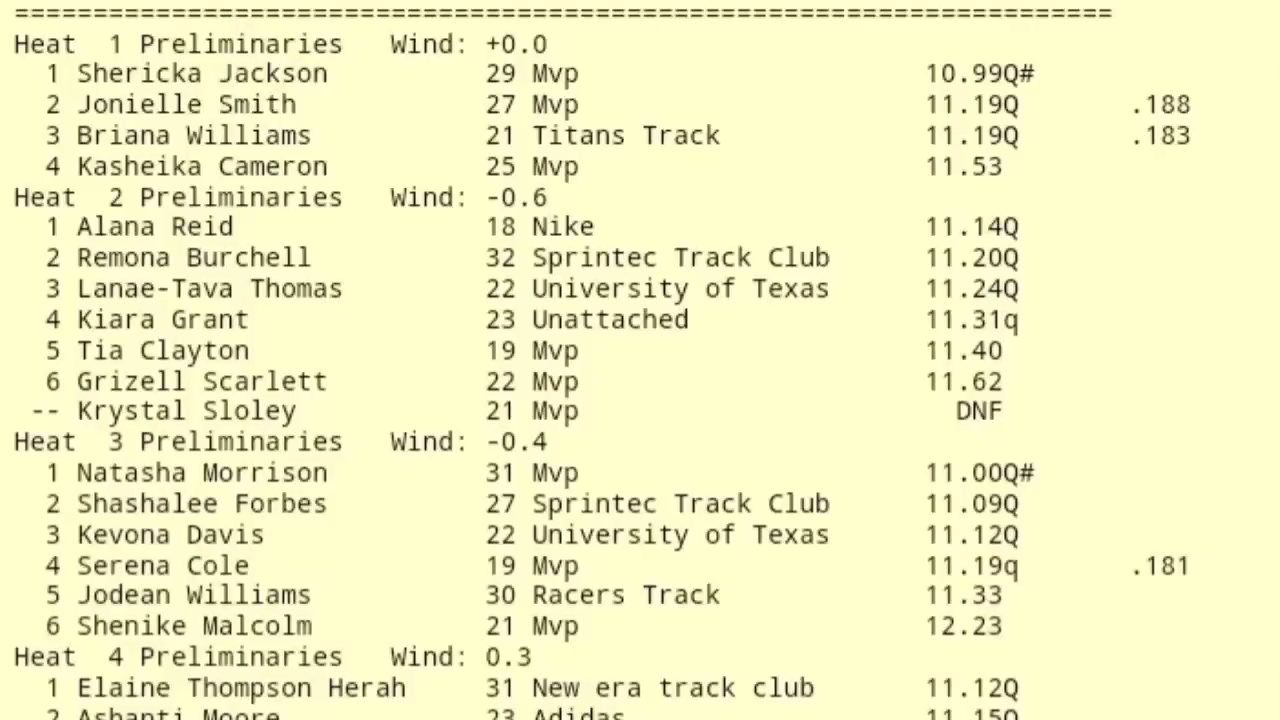 ======================================================================
Heat  1 Preliminaries   Wind: +0.0
1 Shericka Jackson 29 Mvp 10.99Q#
2 Jonielle Smith 27 Mvp 11.19Q .188
3 Briana Williams 21 Titans Track 11.19Q .183
4 Kasheika Cameron 25 Mvp 11.53
Heat  2 Preliminaries   Wind: -0.6
1 Alana Reid 18 Nike 11.14Q
2 Remona Burchell 32 Sprintec Track Club 11.20Q
3 Lanae-Tava Thomas 22 University of Texas 11.24Q
4 Kiara Grant 23 Unattached 11.31q
5 Tia Clayton 19 Mvp 11.40
6 Grizell Scarlett 22 Mvp 11.62
-- Krystal Sloley 21 Mvp DNF
Heat  3 Preliminaries   Wind: -0.4
1 Natasha Morrison 31 Mvp 11.00Q#
2 Shashalee Forbes 27 Sprintec Track Club 11.09Q
3 Kevona Davis 22 University of Texas 11.12Q
4 Serena Cole 19 Mvp 11.19q .181
5 Jodean Williams 30 Racers Track 11.33
6 Shenike Malcolm 21 Mvp 12.23
Heat  4 Preliminaries   Wind: 0.3
1 Elaine Thompson Herah 31 New era track club 11.12Q
2 Ashanti Moore 23 Adidas 11.15Q